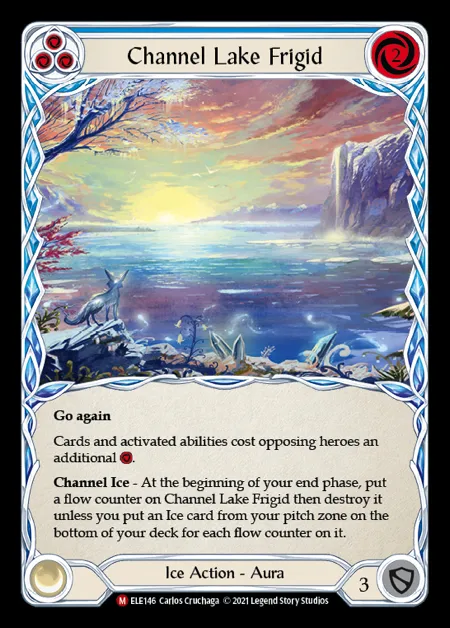 Channel Lake Frigid
2
Go again
Cards and activated abilities cost opposing heroes an
additional .
Channel Ice - At the beginning of your end phase, put
a flow counter on Channel Lake Frigid then destroy it
unless you put an Ice card from your pitch zone on the
bottom of your deck for each flow counter on it.
Ice Action - Aura
3
M ELE146 Carlos Cruchaga © 2021 Legend Story Studios